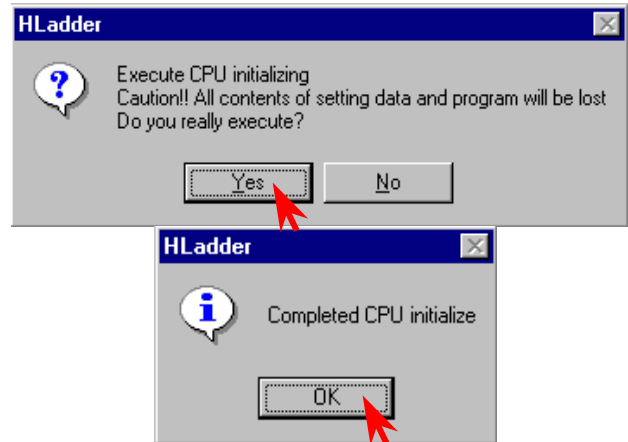 HLadder
Execute CPU initializing
Caution!! All contents of setting data and program will be lost
Do you really execute?
Yes No
HLadder
Completed CPU initialize
OK